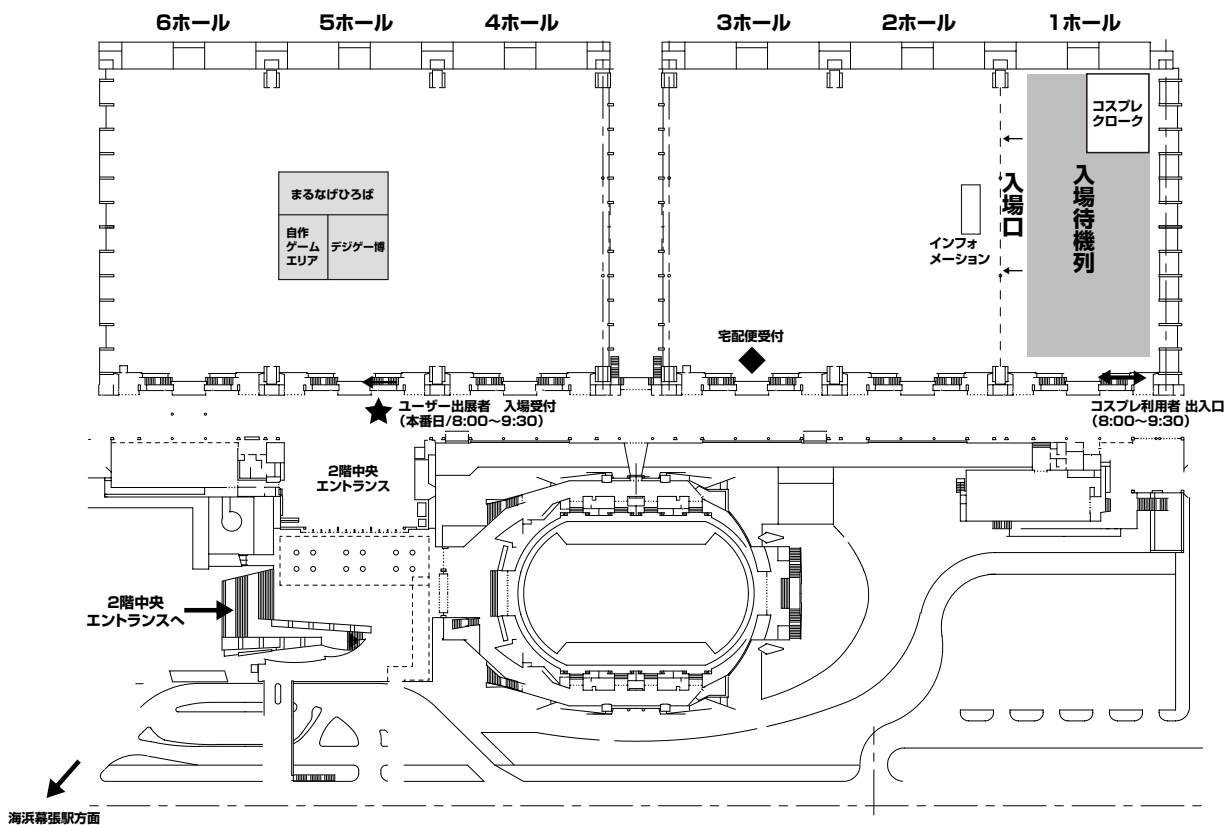 6ホール
5ホール
4ホール
3ホール
2ホール
1ホール
コスプレ
クローク
まるなげひろば
自作
ゲーム
エリア
デジゲー博
入場口
入場待機列
インフォ
メーション
宅配便受付
ユーザー出展者　入場受付
（本番日/8:00～9:30）
コスプレ利用者 出入口
（8:00～9:30）
2階中央
エントランス
2階中央
エントランスへ
海浜幕張駅方面